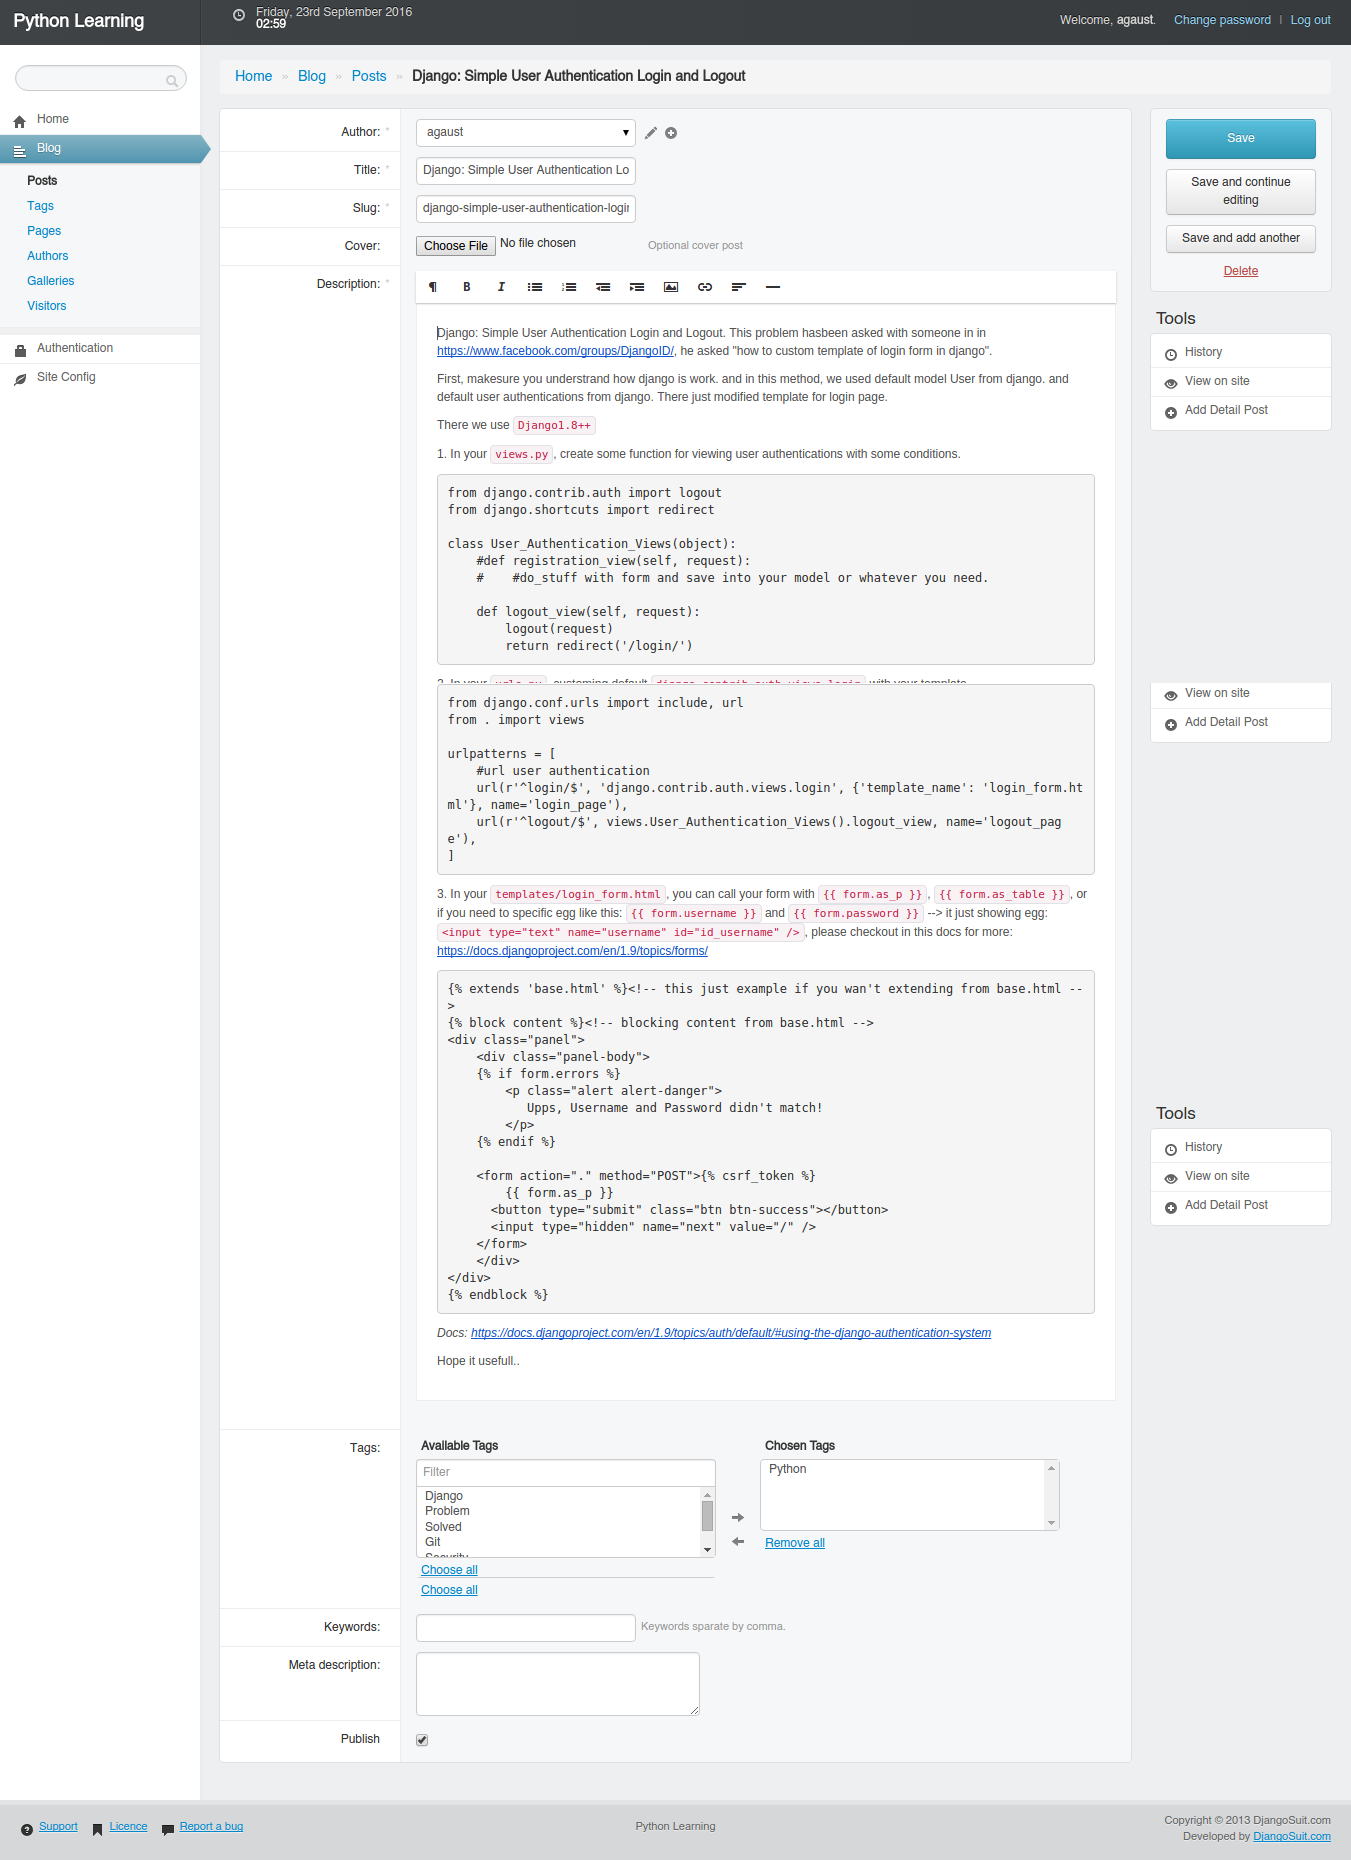 Python Learning
Friday, 23rd September 2016
02:59
Welcome, agaust. Change password | Log out
Home
Blog
Posts
Tags
Pages
Authors
Galleries
Visitors
Authentication
Site Config
Home » Blog » Posts » Django: Simple User Authentication Login and Logout
Author: *
agaust
Title: *
Django: Simple User Authentication Lo
Slug: *
django-simple-user-authentication-login
Cover:
Choose File No file chosen
Optional cover post
Description: *
¶ B I
Django: Simple User Authentication Login and Logout. This problem hasbeen asked with someone in in
https://www.facebook.com/groups/DjangoID/, he asked "how to custom template of login form in django".
First, makesure you understrand how django is work. and in this method, we used default model User from django. and
default user authentications from django. There just modified template for login page.
There we use Django1.8++
1. In your views.py, create some function for viewing user authentications with some conditions.
from django.contrib.auth import logout
from django.shortcuts import redirect
class User_Authentication_Views(object):
#def registration_view(self, request):
#    #do_stuff with form and save into your model or whatever you need.
def logout_view(self, request):
logout(request)
return redirect('/login/')
2. In your urls.py, customing default django.contrib.auth.views.login with your template
from django.conf.urls import include, url
from . import views
urlpatterns = [
#url user authentication
url(r'^login/$', 'django.contrib.auth.views.login', {'template_name': 'login_form.ht
ml'}, name='login_page'),
url(r'^logout/$', views.User_Authentication_Views().logout_view, name='logout_pag
e'),
]
3. In your templates/login_form.html, you can call your form with {{ form.as_p }}, {{ form.as_table }}, or
if you need to specific egg like this: {{ form.username }} and {{ form.password }} --> it just showing egg:
<input type="text" name="username" id="id_username" />, please checkout in this docs for more:
https://docs.djangoproject.com/en/1.9/topics/forms/
{% extends 'base.html' %}<!-- this just example if you wan't extending from base.html --
>
{% block content %}<!-- blocking content from base.html -->
<div class="panel">
<div class="panel-body">
{% if form.errors %}
<p class="alert alert-danger">
Upps, Username and Password didn't match!
</p>
{% endif %}
<form action="." method="POST">{% csrf_token %}
{{ form.as_p }}
<button type="submit" class="btn btn-success"></button>
<input type="hidden" name="next" value="/" />
</form>
</div>
</div>
{% endblock %}
Docs: https://docs.djangoproject.com/en/1.9/topics/auth/default/#using-the-django-authentication-system
Hope it usefull..
Tags:
Available Tags
Filter
Django
Problem
Solved
Git
Security
Choose all
Choose all
Chosen Tags
Python
Remove all
Keywords:
Keywords sparate by comma.
Meta description:
Publish
Save
Save and continue
editing
Save and add another
Delete
Tools
History
View on site
Add Detail Post
View on site
Add Detail Post
Tools
History
View on site
Add Detail Post
Support Licence Report a bug
Python Learning
Copyright © 2013 DjangoSuit.com
Developed by DjangoSuit.com